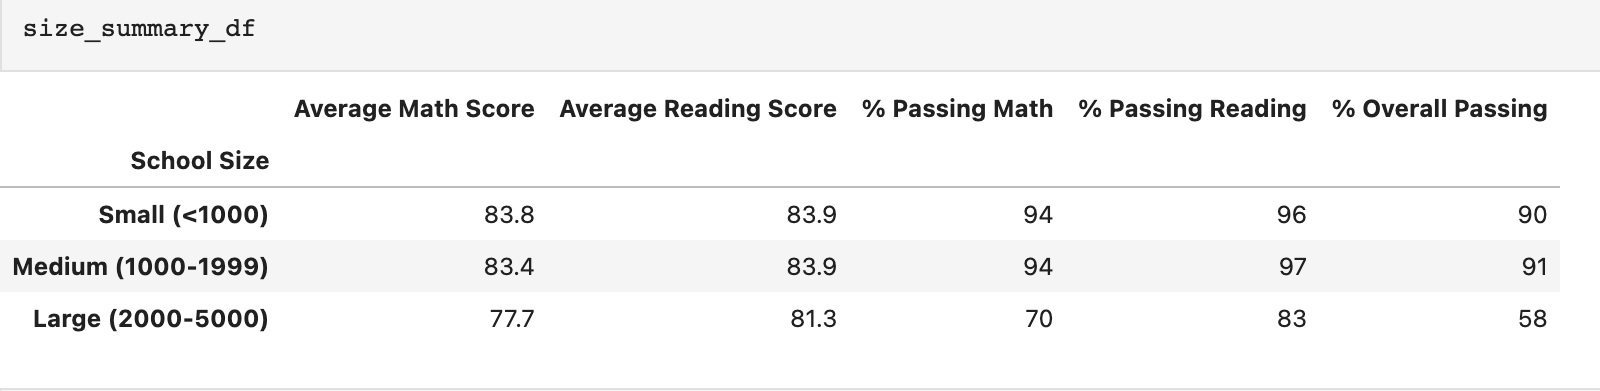 size_summary_df
Average Math Score Average Reading Score % Passing Math % Passing Reading % Overall Passing
School Size
Small (<1000) 83.8 83.9 94 96 90
Medium (1000-1999) 83.4 83.9 94 97 91
Large (2000-5000) 77.7 81.3 70 83 58